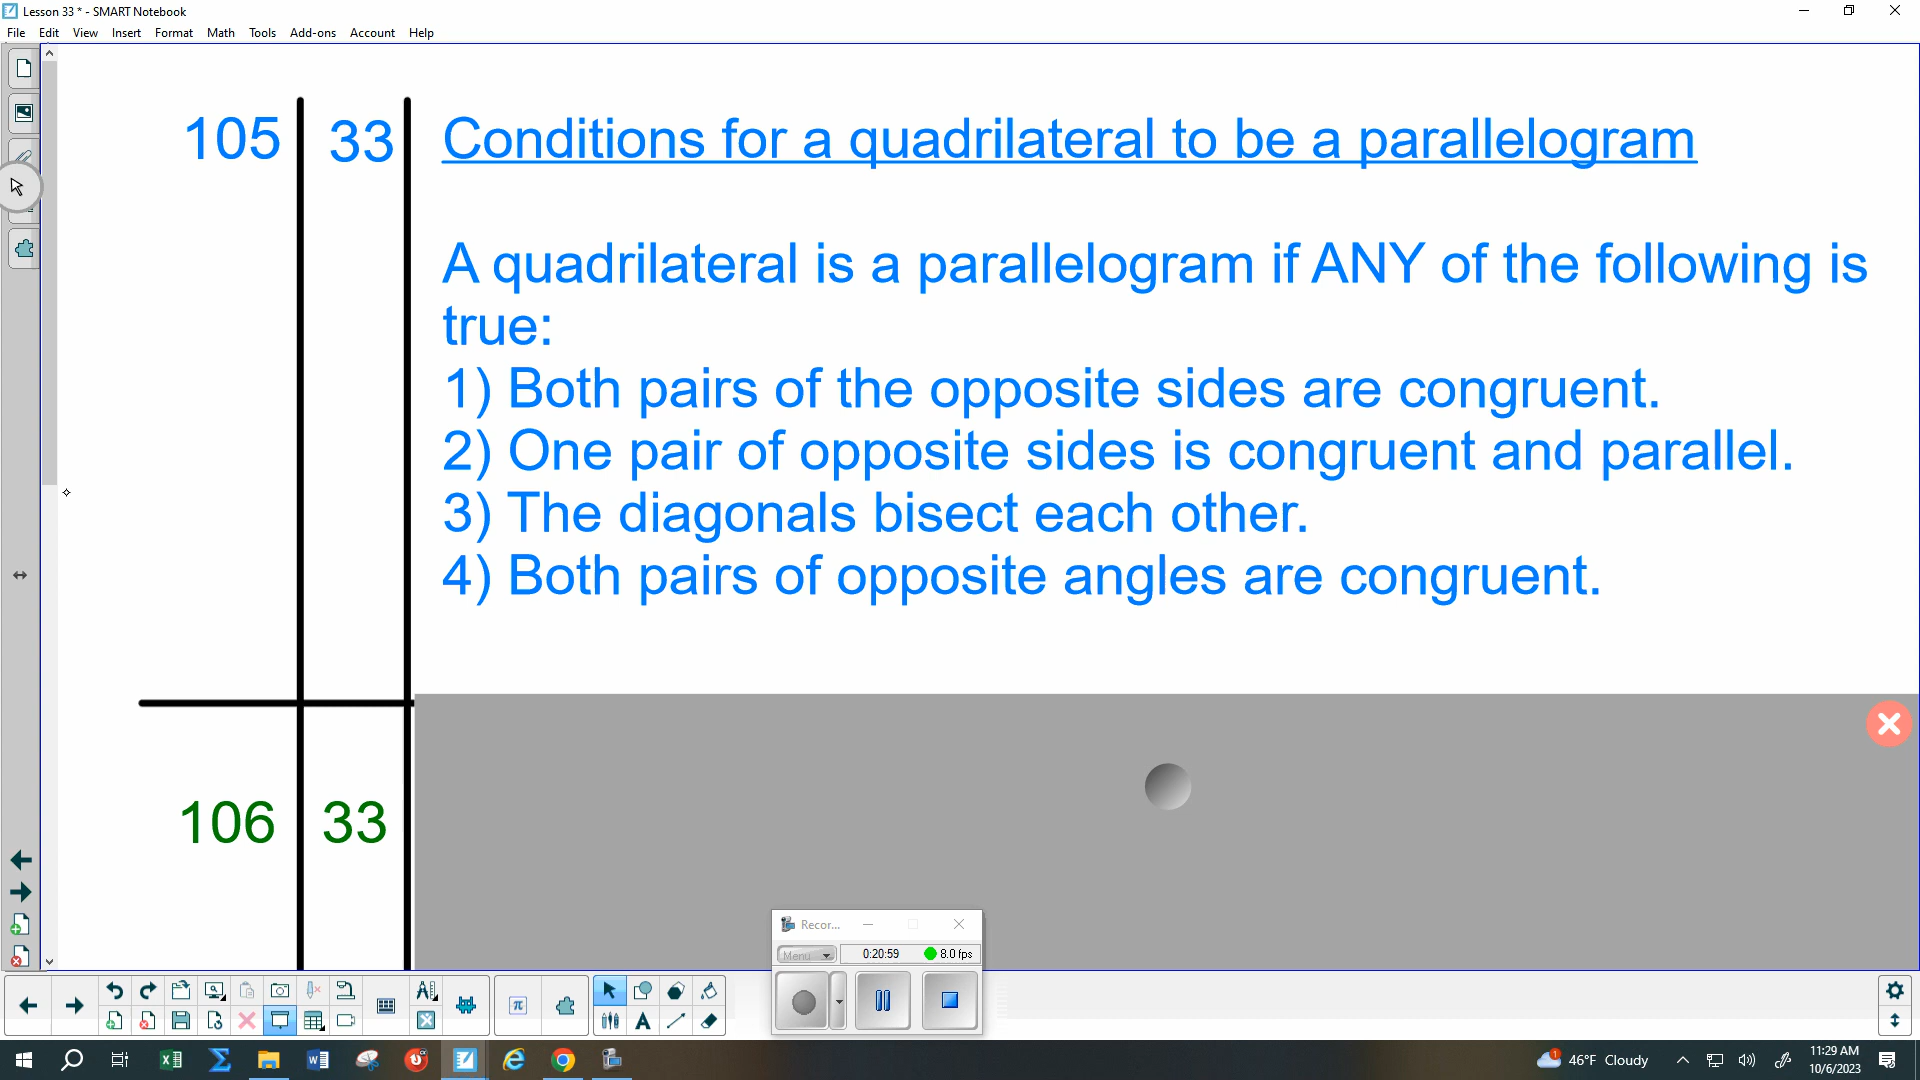 Lesson 33 * - SMART Notebook
File Edit View Insert Format Math Tools Add-ons Account Help
105 33 Conditions for a quadrilateral to be a parallelogram
A quadrilateral is a parallelogram if ANY of the following is
true:
1) Both pairs of the opposite sides are congruent.
2) One pair of opposite sides is congruent and parallel.
3) The diagonals bisect each other.
4) Both pairs of opposite angles are congruent.
106 33
Recor...
Menu 0:20:59 8.0 fps
46°F Cloudy
11:29 AM
10/6/2023